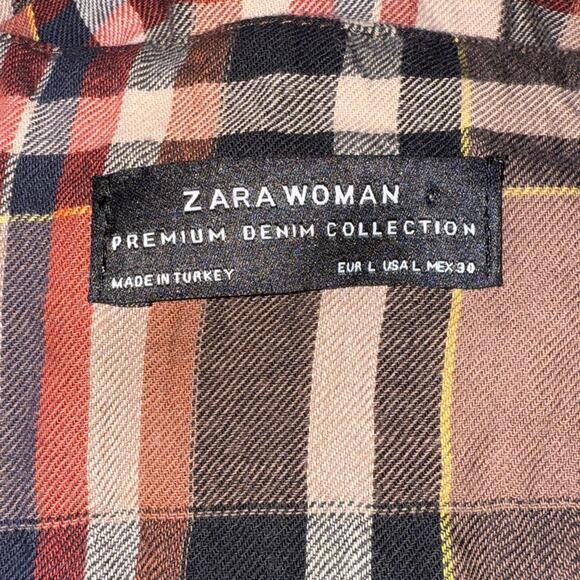 ZARA WOMAN
PREMIUM DENIM COLLECTION
MADE IN TURKEY EUR L USA L MEX 30